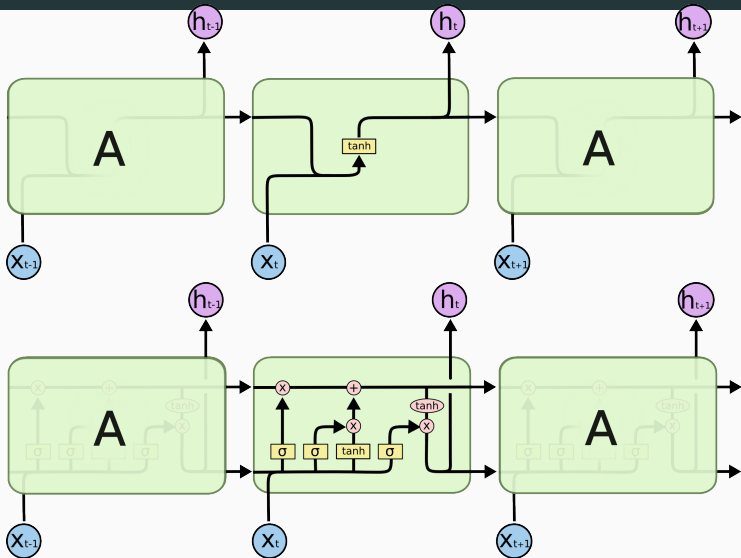 ht-1 ht ht+1
A tanh A
xt-1 xt xt+1
ht-1 ht ht+1
x +
tanh
A x x A
σ σ tanh σ
xt-1 xt xt+1